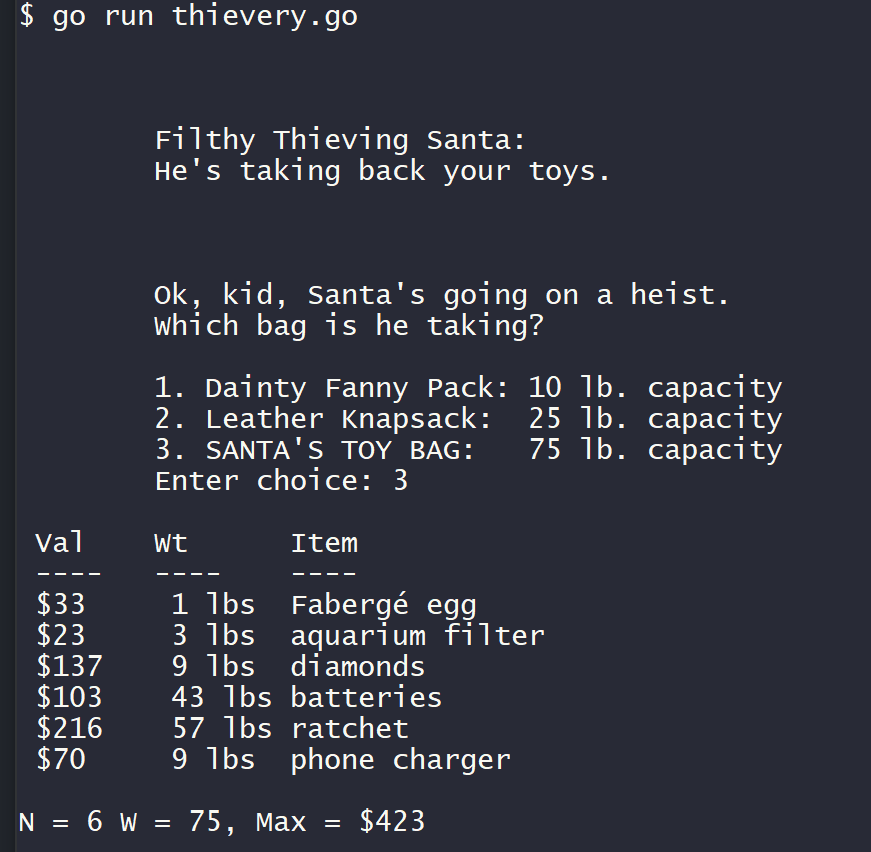 $ go run thievery.go
Filthy Thieving Santa:
He's taking back your toys.
Ok, kid, Santa's going on a heist.
Which bag is he taking?
1. Dainty Fanny Pack: 10 lb. capacity
2. Leather Knapsack:  25 lb. capacity
3. SANTA'S TOY BAG:   75 lb. capacity
Enter choice: 3
Val    Wt      Item
----   ----    ----
$33     1 lbs  Fabergé egg
$23     3 lbs  aquarium filter
$137    9 lbs  diamonds
$103    43 lbs batteries
$216    57 lbs ratchet
$70     9 lbs  phone charger
N = 6 W = 75, Max = $423